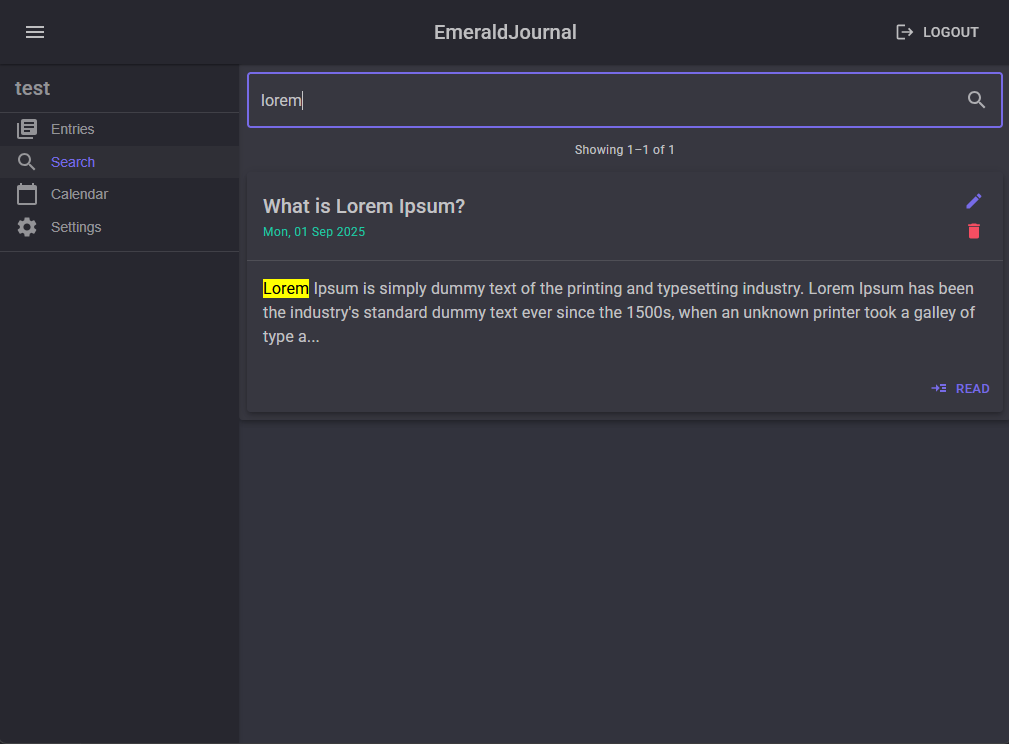 EmeraldJournal
LOGOUT
test
Entries
Search
Calendar
Settings
lorem
Showing 1–1 of 1
What is Lorem Ipsum?
Mon, 01 Sep 2025
Lorem Ipsum is simply dummy text of the printing and typesetting industry. Lorem Ipsum has been
the industry's standard dummy text ever since the 1500s, when an unknown printer took a galley of
type a...
READ